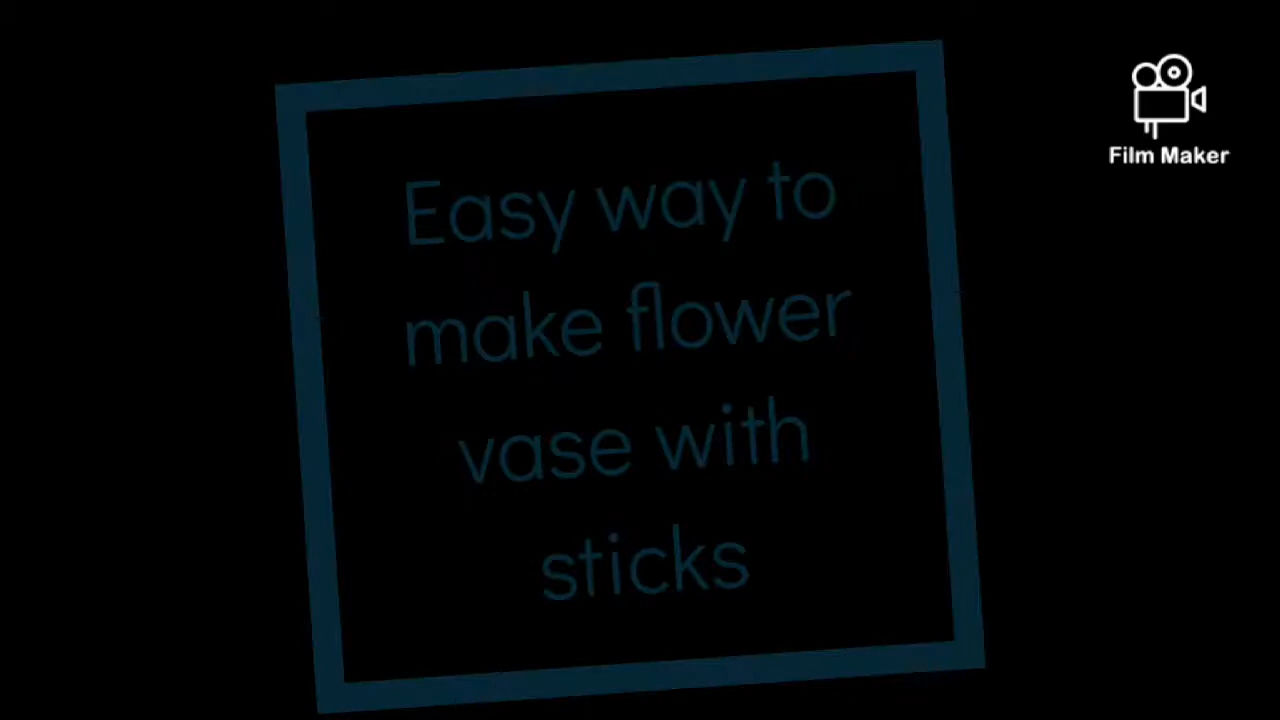 Easy way to
make flower
vase with
sticks
Film Maker